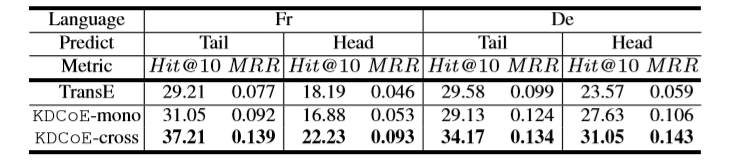 Language Fr De
Predict Tail Head Tail Head
Metric Hit@10 MRR Hit@10 MRR Hit@10 MRR Hit@10 MRR
TransE 29.21 0.077 18.19 0.046 29.58 0.099 23.57 0.059
KDCoE-mono 31.05 0.092 16.88 0.053 29.13 0.124 27.63 0.106
KDCoE-cross 37.21 0.139 22.23 0.093 34.17 0.134 31.05 0.143